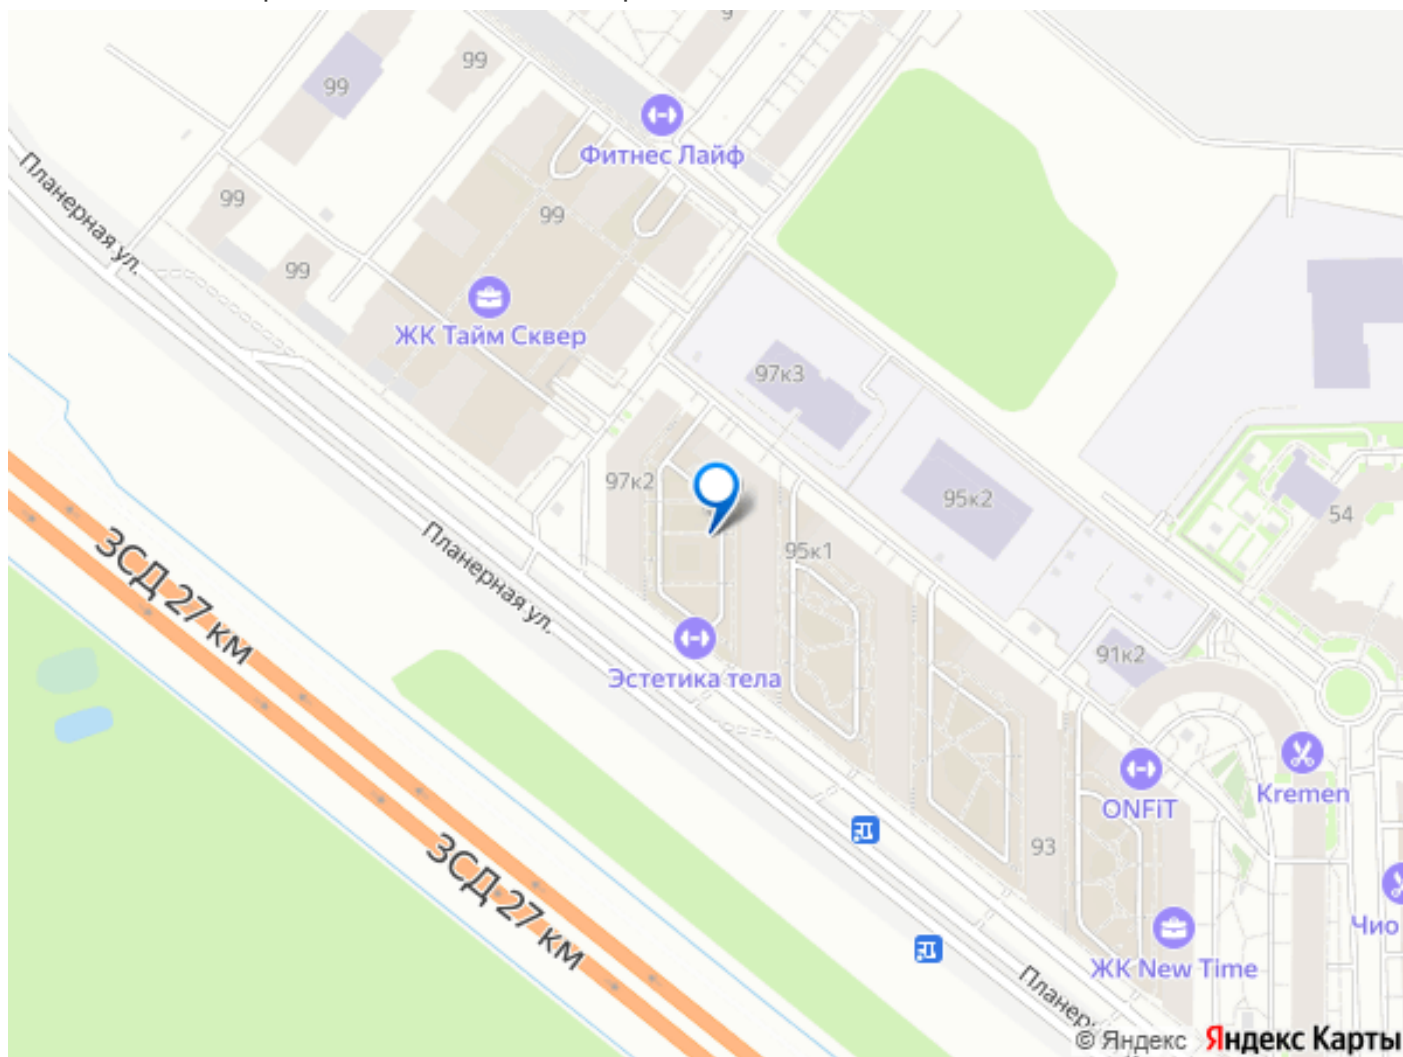 9
99
99
Фитнес Лайф
Планерная ул.
99
99
99
ЖК Тайм Сквер
97к3
97к2
95к2
54
Планерная ул.
95к1
ЗСД 27 км
91к2
Эстетика тела
Kremen
ONFiT
93
ЗСД 27 км
Чио
ЖК New Time
Планер
© Яндекс Яндекс Карты